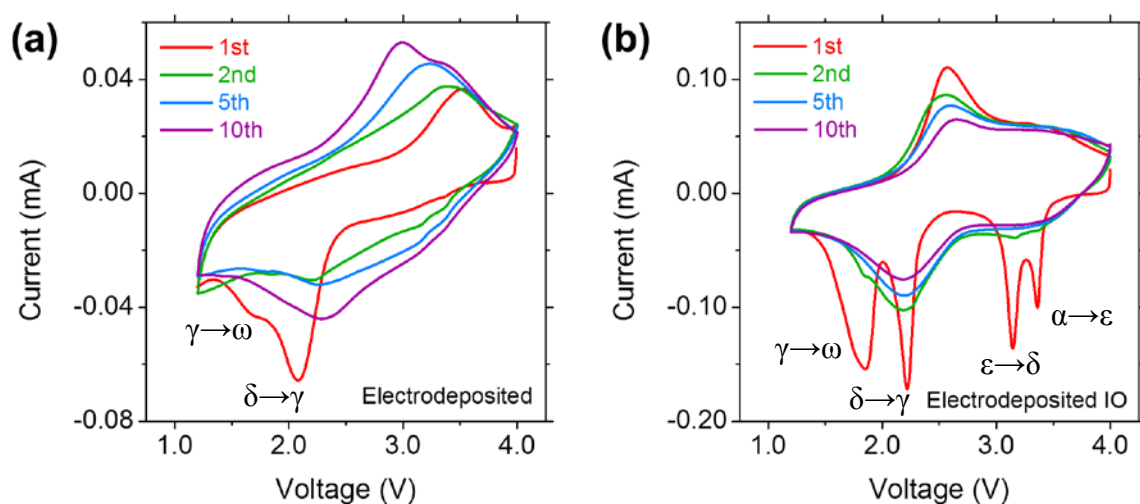 (a)
1st
2nd
5th
10th
0.04
0.00
-0.04
-0.08
Current (mA)
γ→ω
δ→γ
Electrodeposited
1.0 2.0 3.0 4.0
Voltage (V)
(b)
1st
2nd
5th
10th
0.10
0.00
-0.10
-0.20
Current (mA)
α→ε
γ→ω
ε→δ
δ→γ
Electrodeposited IO
1.0 2.0 3.0 4.0
Voltage (V)